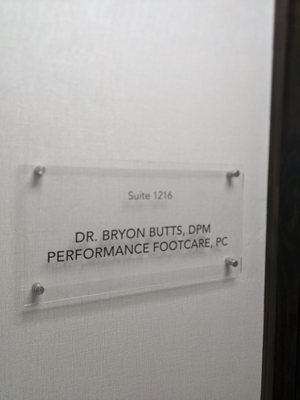 Suite 1216
DR. BRYON BUTTS, DPM
PERFORMANCE FOOTCARE, PC